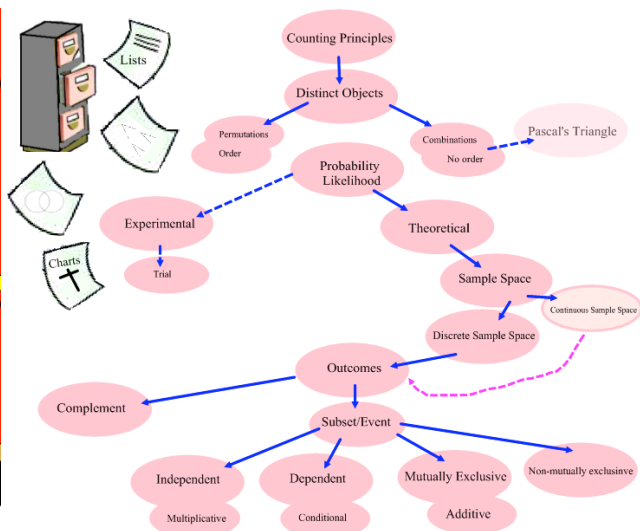 Counting Principles
Lists
Distinct Objects
Permutations
Order
Combinations
No order
Pascal's Triangle
Probability
Likelihood
Experimental
Theoretical
Trial
Charts
Sample Space
Continuous Sample Space
Discrete Sample Space
Outcomes
Complement
Subset/Event
Independent
Dependent
Mutually Exclusive
Non-mutually exclusinve
Multiplicative
Conditional
Additive